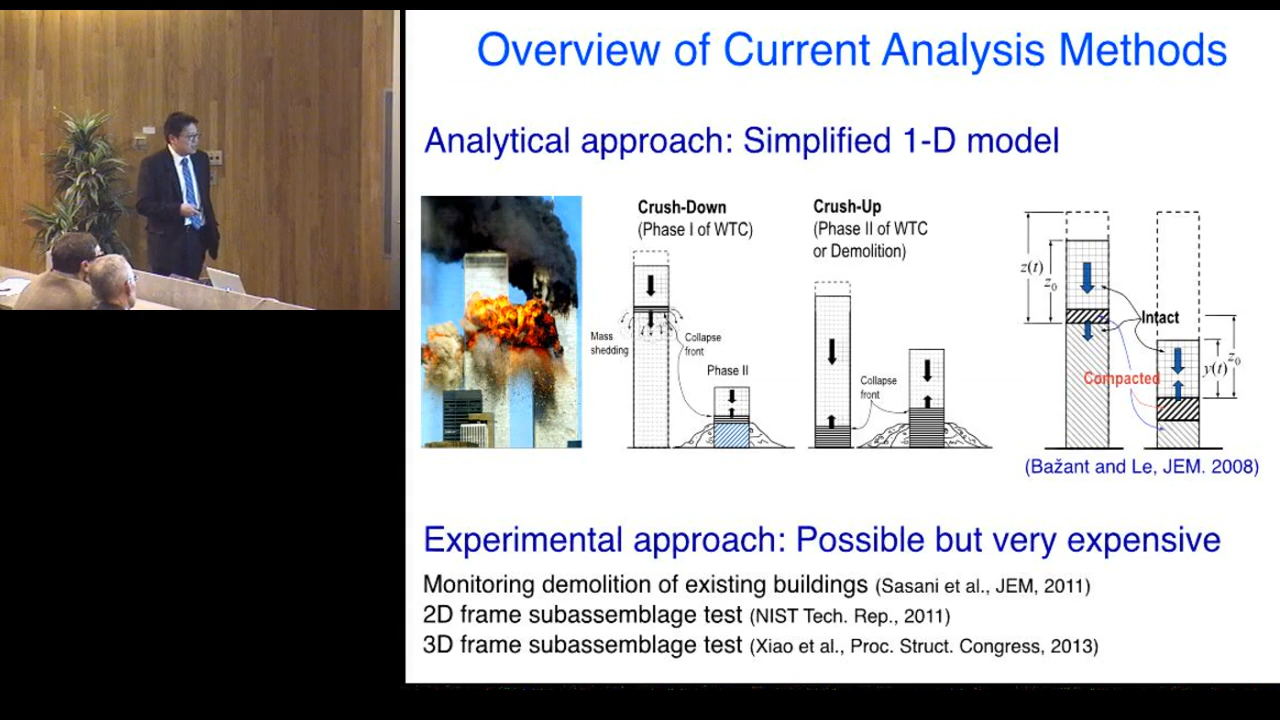 Overview of Current Analysis Methods
Analytical approach: Simplified 1-D model
Crush-Down
(Phase I of WTC)
Mass
shedding
Collapse
front
Phase II
Crush-Up
(Phase II of WTC
or Demolition)
Collapse
front
z(t)
z0
Intact
Compacted
y(t)
z0
(Bažant and Le, JEM. 2008)
Experimental approach: Possible but very expensive
Monitoring demolition of existing buildings (Sasani et al., JEM, 2011)
2D frame subassemblage test (NIST Tech. Rep., 2011)
3D frame subassemblage test (Xiao et al., Proc. Struct. Congress, 2013)